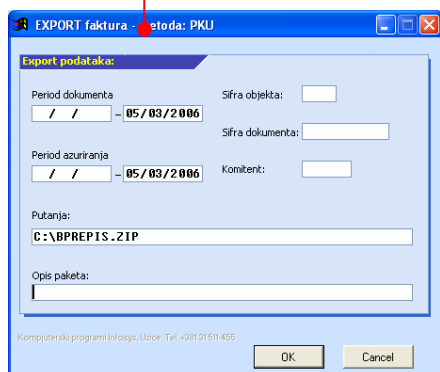 EXPORT faktura - etoda: PKU
Export podataka:
Period dokumenta
/ / – 05/03/2006
Sifra objekta:
Sifra dokumenta:
Period azuriranja
/ / – 05/03/2006
Komitent:
Putanja:
C:\BPREPIS.ZIP
Opis paketa:
Kompjuterski programi Infosys, Uzice. Tel. +381 31 511-455
OK Cancel